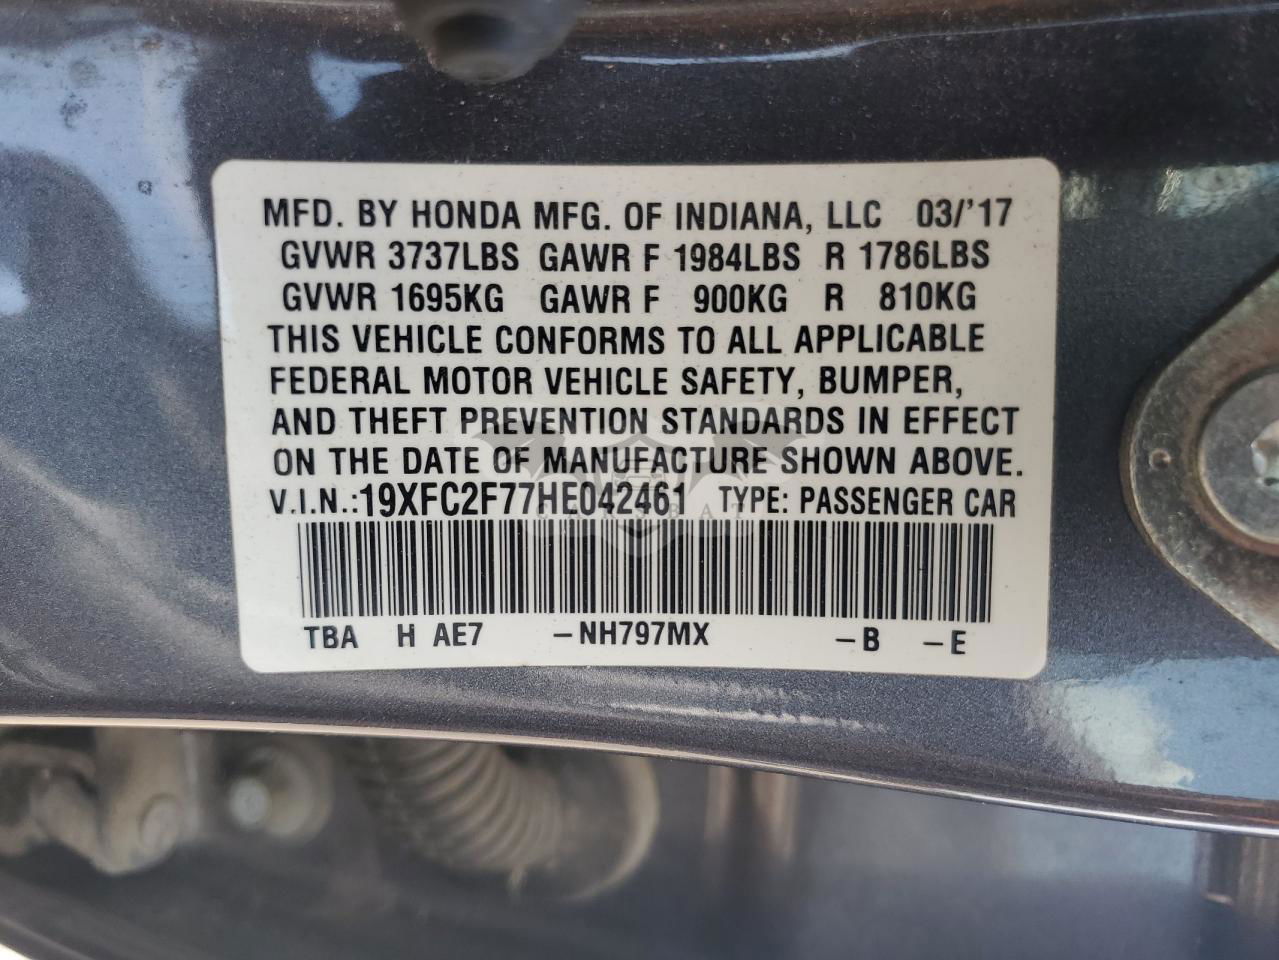 MFD. BY HONDA MFG. OF INDIANA, LLC 03/'17
GVWR 3737LBS GAWR F 1984LBS R 1786LBS
GVWR 1695KG GAWR F 900KG R 810KG
THIS VEHICLE CONFORMS TO ALL APPLICABLE
FEDERAL MOTOR VEHICLE SAFETY, BUMPER,
AND THEFT PREVENTION STANDARDS IN EFFECT
ON THE DATE OF MANUFACTURE SHOWN ABOVE.
V.I.N.:19XFC2F77HE042461 TYPE: PASSENGER CAR
TBA H AE7 –NH797MX –B –E